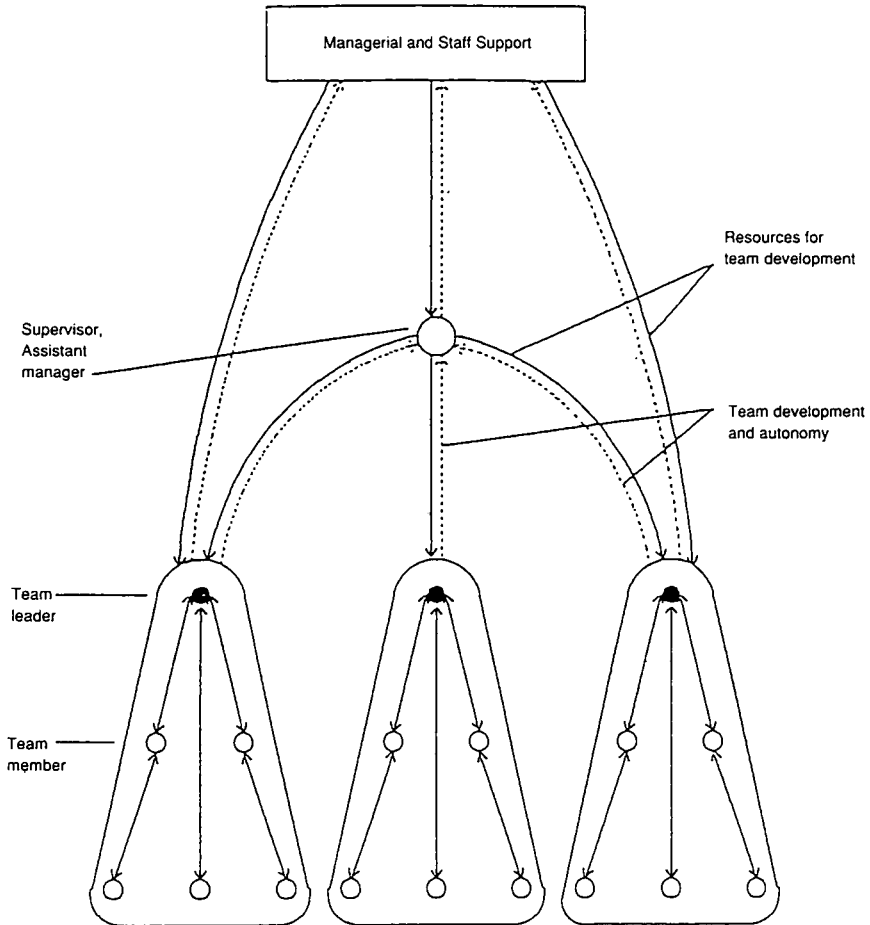 Managerial and Staff Support
Resources for
team development
Supervisor,
Assistant
manager
Team development
and autonomy
Team
leader
Team
member